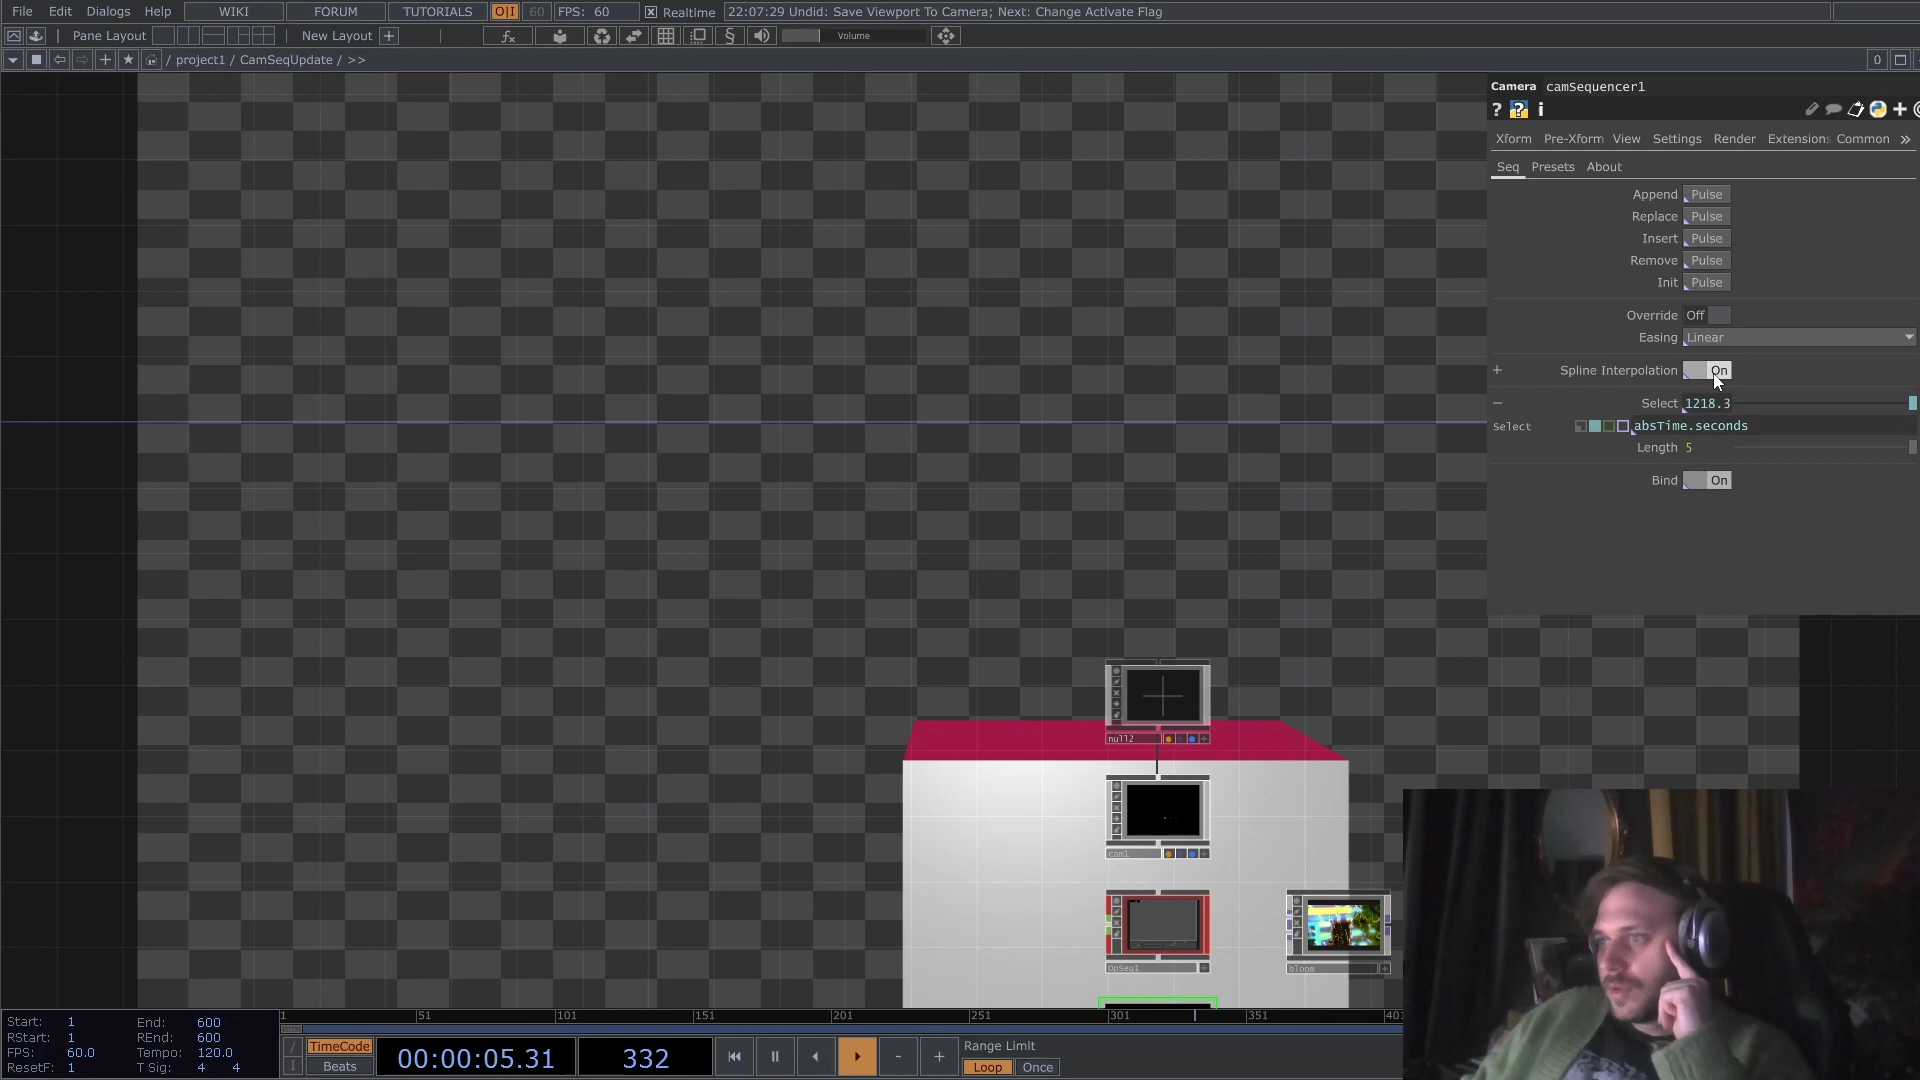 File Edit Dialogs Help WIKI FORUM TUTORIALS O|I 60 FPS: 60 Realtime 22:07:29 Undid: Save Viewport To Camera; Next: Change Activate Flag
Pane Layout New Layout + Volume
/ project1 / CamSeqUpdate / >> 0
Camera camSequencer1
? ? i
Xform Pre-Xform View Settings Render Extensions Common »
Seq Presets About
Append Pulse
Replace Pulse
Insert Pulse
Remove Pulse
Init Pulse
Override Off
Easing Linear
+ Spline Interpolation On
− Select 1218.3
Select absTime.seconds
Length 5
Bind On
null2
cam1
OpSeq1 bloom
1 51 101 151 201 251 301 351 401
Start: 1 End: 600
RStart: 1 REnd: 600
FPS: 60.0 Tempo: 120.0
ResetF: 1 T Sig: 4 4
TimeCode
Beats
00:00:05.31 332 - +
Range Limit
Loop Once